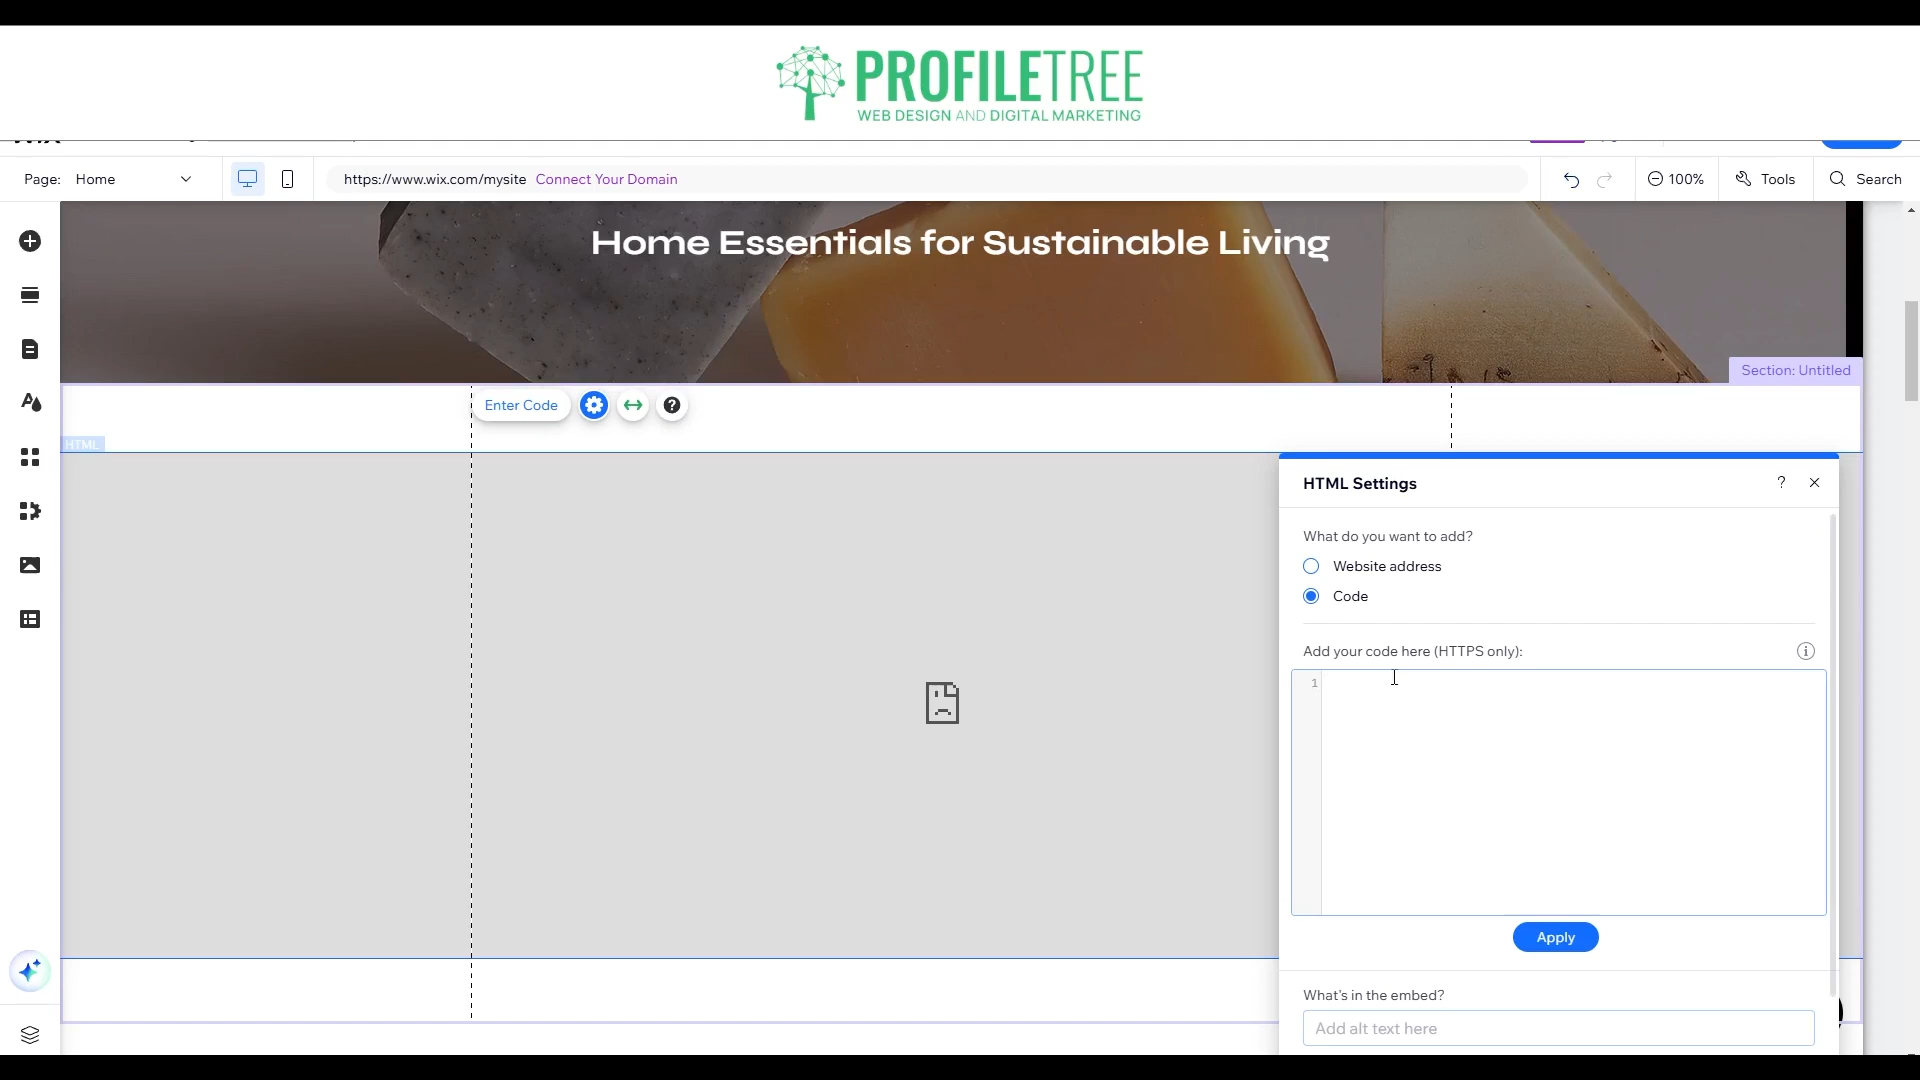 PROFILETREE
WEB DESIGN AND DIGITAL MARKETING
Page: Home
https://www.wix.com/mysite Connect Your Domain
100%
Tools
Search
Home Essentials for Sustainable Living
Section: Untitled
Enter Code
HTML
HTML Settings
What do you want to add?
Website address
Code
Add your code here (HTTPS only):
1
Apply
What's in the embed?
Add alt text here